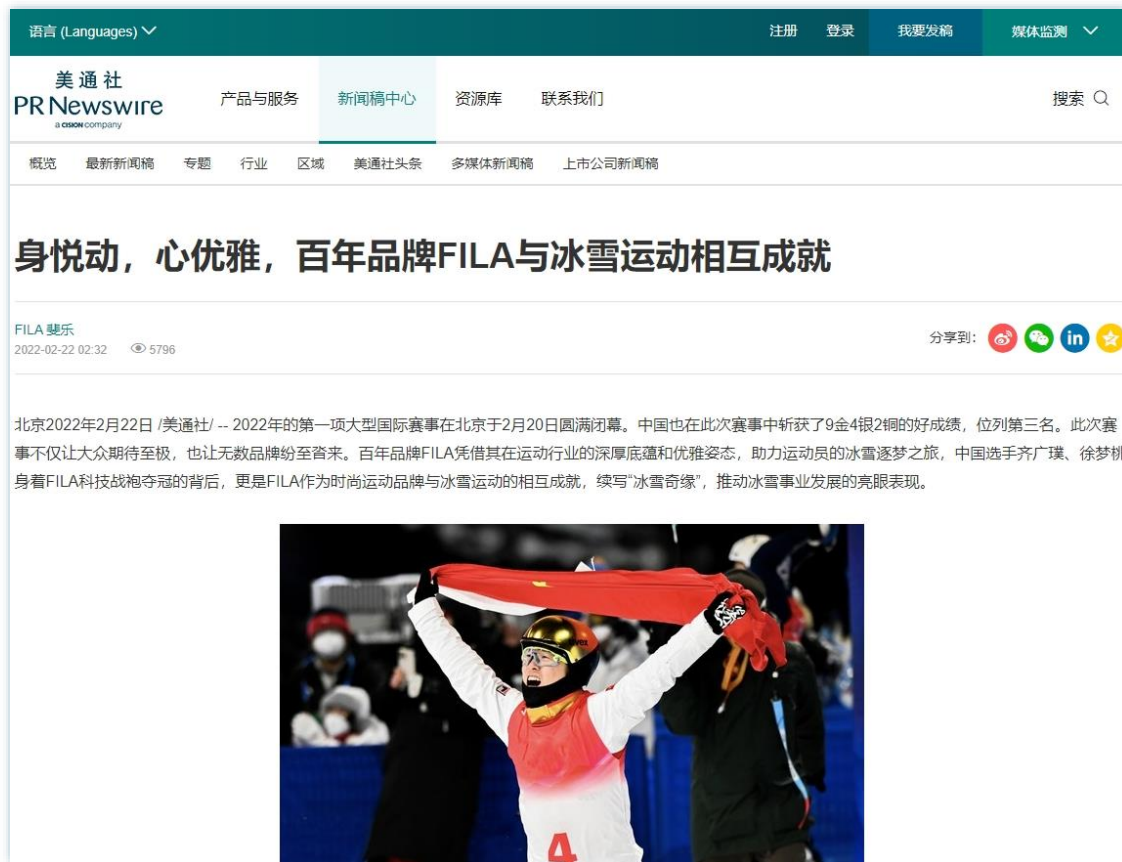 语言 (Languages)
注册 登录 我要发稿 媒体监测
美通社
PR Newswire
a CISION company
产品与服务 新闻稿中心 资源库 联系我们 搜索
概览 最新新闻稿 专题 行业 区域 美通社头条 多媒体新闻稿 上市公司新闻稿
身悦动，心优雅，百年品牌FILA与冰雪运动相互成就
FILA 斐乐
2022-02-22 02:32 5796
分享到:
in
北京2022年2月22日 /美通社/ -- 2022年的第一项大型国际赛事在北京于2月20日圆满闭幕。中国也在此次赛事中斩获了9金4银2铜的好成绩，位列第三名。此次赛
事不仅让大众期待至极，也让无数品牌纷至沓来。百年品牌FILA凭借其在运动行业的深厚底蕴和优雅姿态，助力运动员的冰雪逐梦之旅，中国选手齐广璞、徐梦桃
身着FILA科技战袍夺冠的背后，更是FILA作为时尚运动品牌与冰雪运动的相互成就，续写“冰雪奇缘”，推动冰雪事业发展的亮眼表现。
4